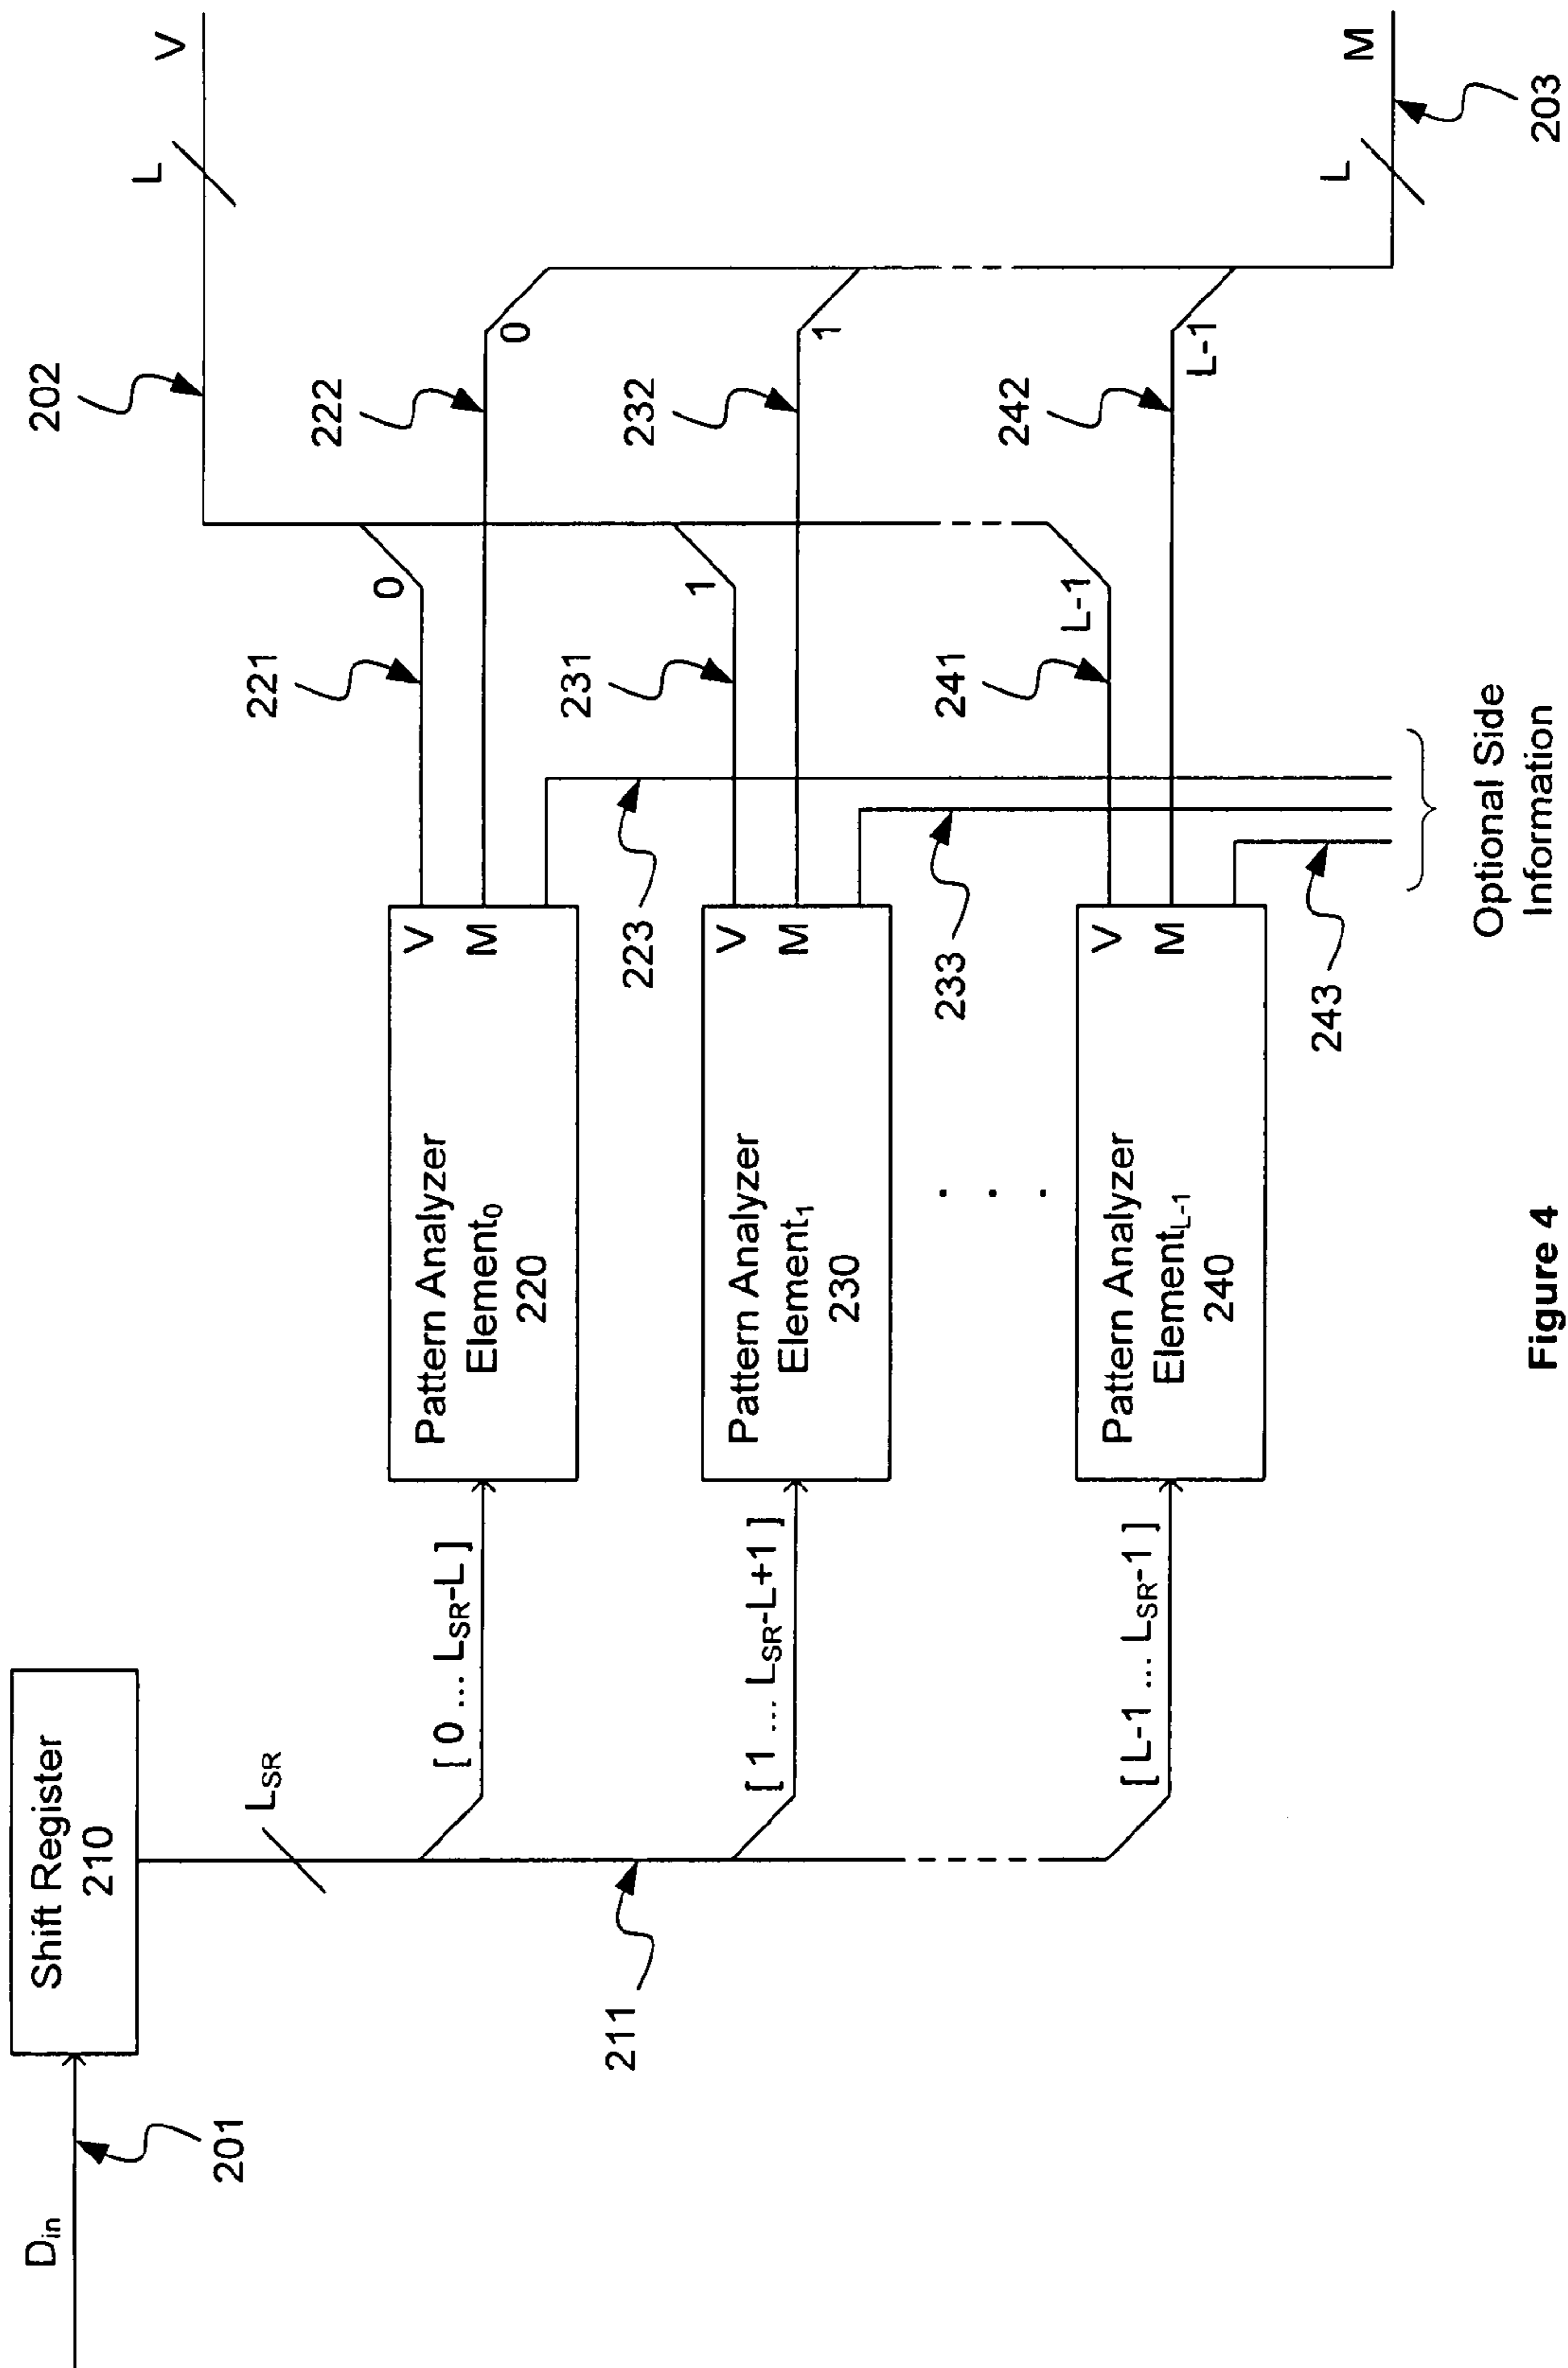 D_in
201
Shift Register
210
L_SR
211
[ 0 ... L_SR-L ]
[ 1 ... L_SR-L+1 ]
[ L-1 ... L_SR-1 ]
Pattern Analyzer
Element_0
220
V
M
Pattern Analyzer
Element_1
230
V
M
. . .
Pattern Analyzer
Element_L-1
240
V
M
221
0
222
0
223
231
1
232
1
233
241
L-1
242
L-1
243
202
L
V
L
M
203
Optional Side
Information
Figure 4